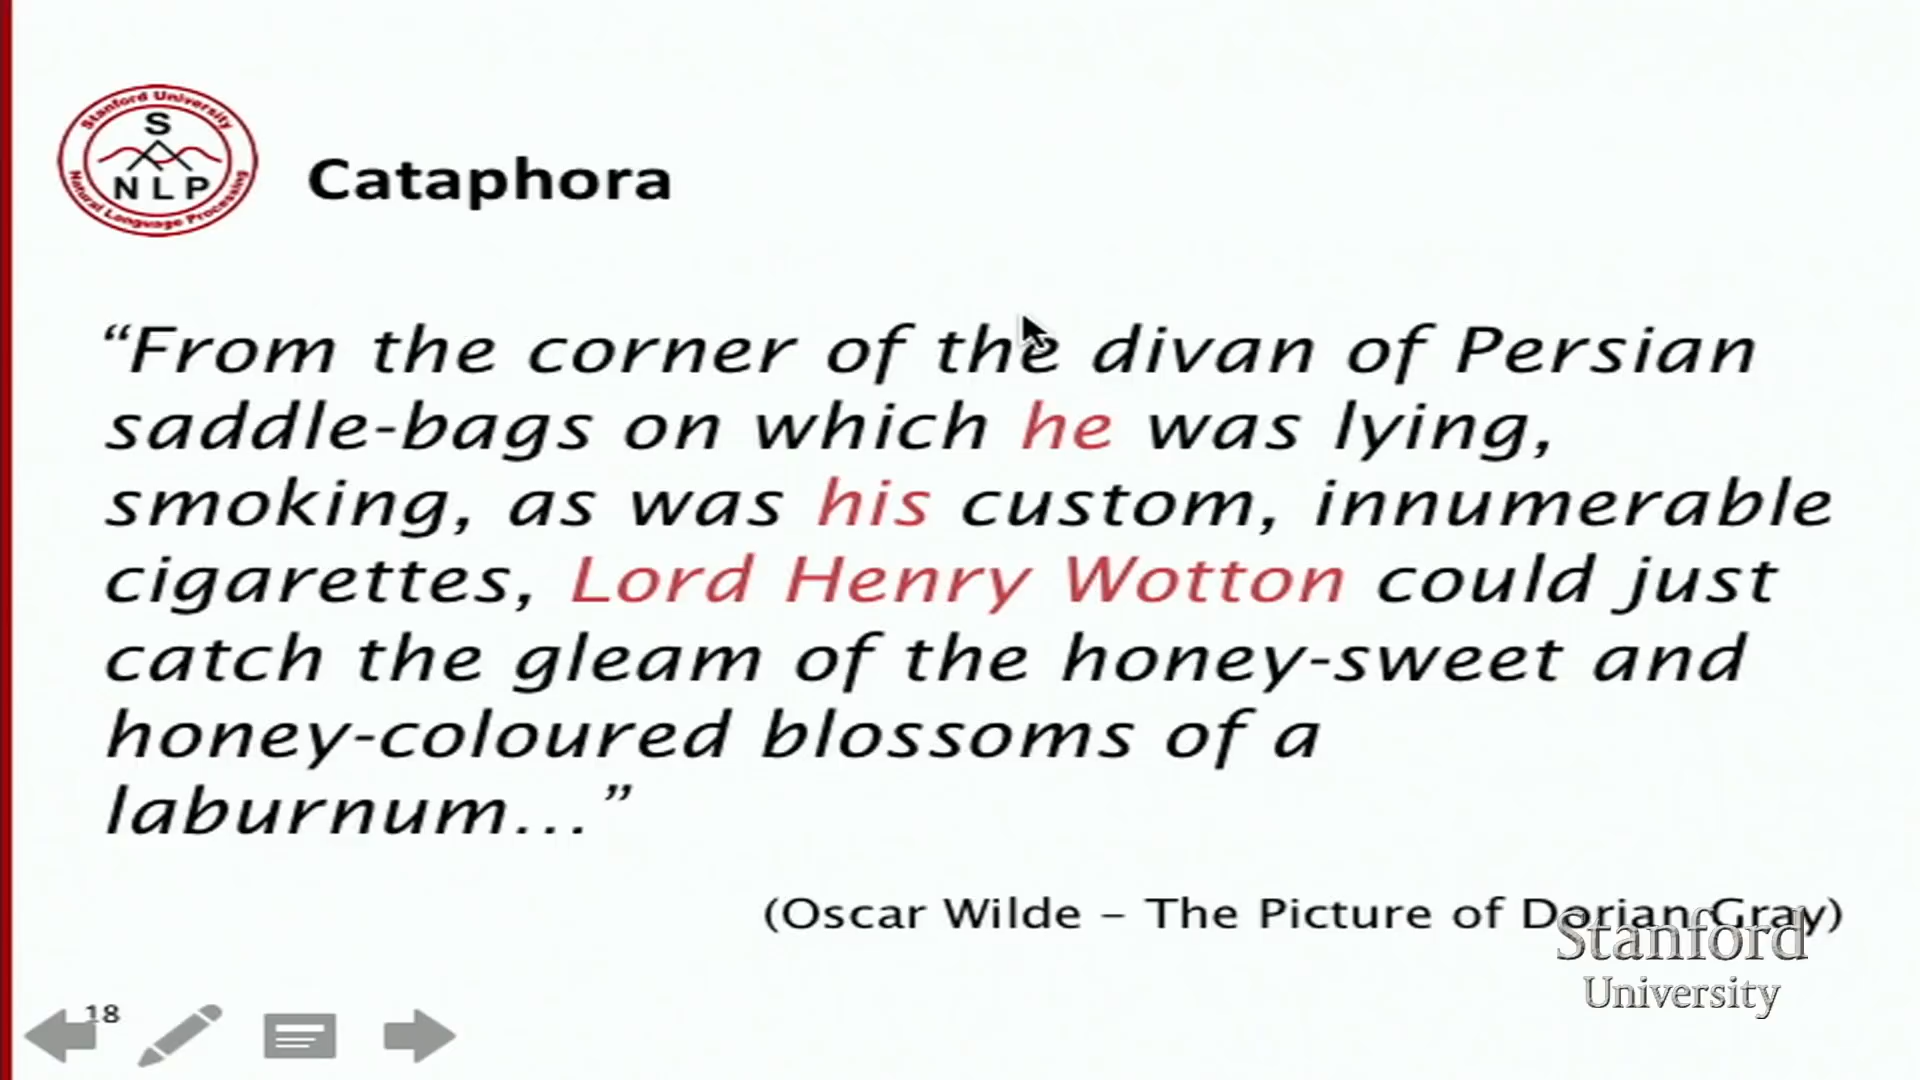 Stanford University
S
NLP
Natural Language Processing
Cataphora
“From the corner of the divan of Persian
saddle-bags on which he was lying,
smoking, as was his custom, innumerable
cigarettes, Lord Henry Wotton could just
catch the gleam of the honey-sweet and
honey-coloured blossoms of a
laburnum...”
(Oscar Wilde – The Picture of Dorian Gray)
Stanford
University
18